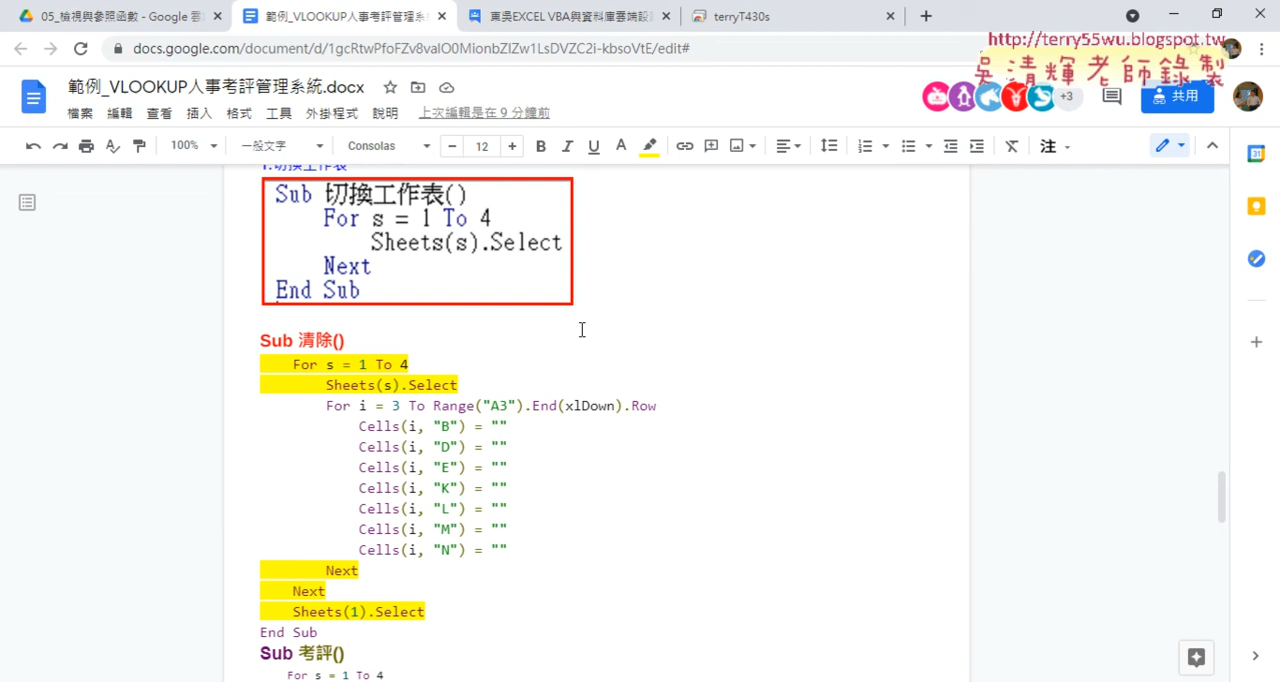 05_檢視與參照函數 - Google 雲
範例_VLOOKUP人事考評管理系
東吳EXCEL VBA與資料庫雲端設
terryT430s
docs.google.com/document/d/1gcRtwPfoFZv8valO0MionbZlZw1LsDVZC2i-kbsoVtE/edit#
http://terry55wu.blogspot.tw
吳清輝老師錄製
範例_VLOOKUP人事考評管理系統.docx
+3
共用
檔案 編輯 查看 插入 格式 工具 外掛程式 說明 上次編輯是在 9 分鐘前
100% 一般文字 Consolas 12 B I U A 注
1.切換工作表
Sub 切換工作表()
For s = 1 To 4
Sheets(s).Select
Next
End Sub
Sub 清除()
For s = 1 To 4
Sheets(s).Select
For i = 3 To Range("A3").End(xlDown).Row
Cells(i, "B") = ""
Cells(i, "D") = ""
Cells(i, "E") = ""
Cells(i, "K") = ""
Cells(i, "L") = ""
Cells(i, "M") = ""
Cells(i, "N") = ""
Next
Next
Sheets(1).Select
End Sub
Sub 考評()
For s = 1 To 4